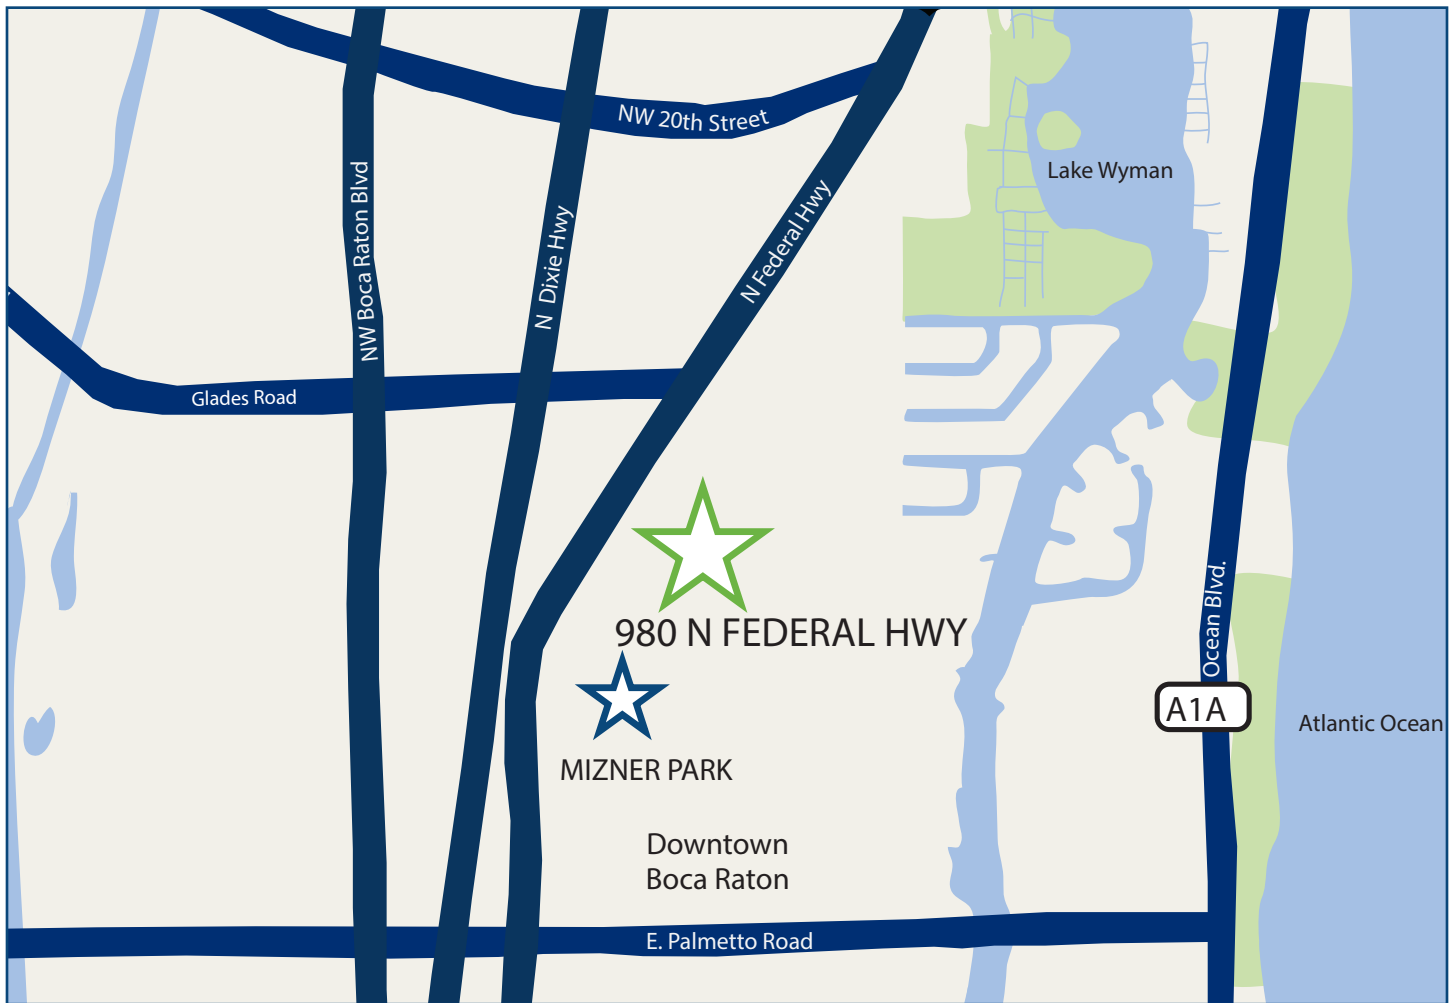 NW 20th Street
Lake Wyman
NW Boca Raton Blvd
N Dixie Hwy
N Federal Hwy
Glades Road
980 N FEDERAL HWY
Ocean Blvd.
A1A
Atlantic Ocean
MIZNER PARK
Downtown
Boca Raton
E. Palmetto Road